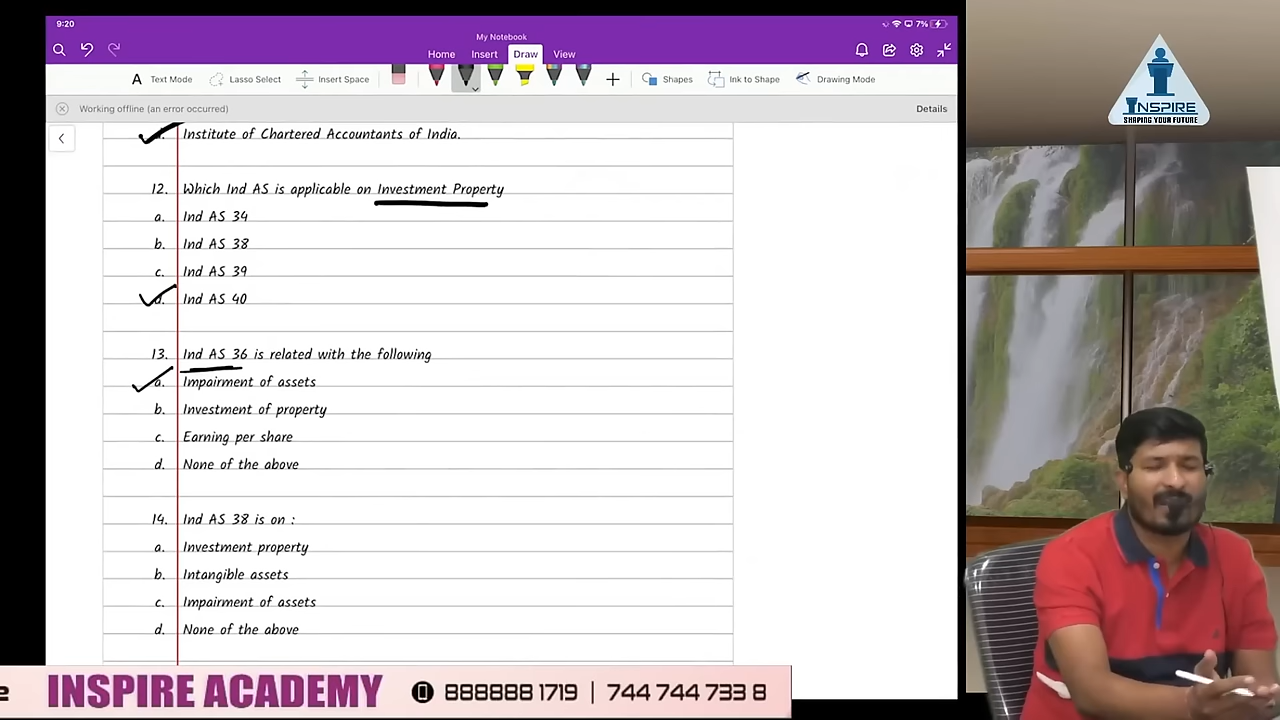 9:20
7%
My Notebook
Home Insert Draw View
Text Mode Lasso Select Insert Space Shapes Ink to Shape Drawing Mode
Working offline (an error occurred) Details
Institute of Chartered Accountants of India.
12. Which Ind AS is applicable on Investment Property
a. Ind AS 34
b. Ind AS 38
c. Ind AS 39
d. Ind AS 40
13. Ind AS 36 is related with the following
a. Impairment of assets
b. Investment of property
c. Earning per share
d. None of the above
14. Ind AS 38 is on :
a. Investment property
b. Intangible assets
c. Impairment of assets
d. None of the above
INSPIRE
SHAPING YOUR FUTURE
INSPIRE ACADEMY 888888 1719 | 744 744 733 8